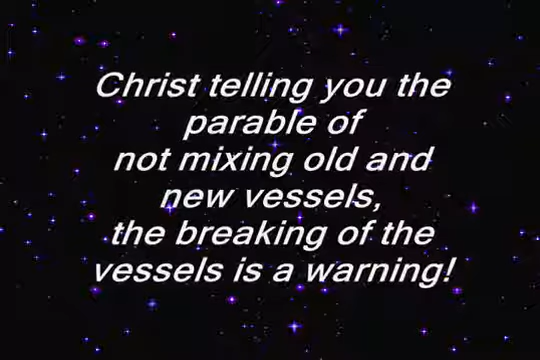 Christ telling you the
parable of
not mixing old and
new vessels,
the breaking of the
vessels is a warning!